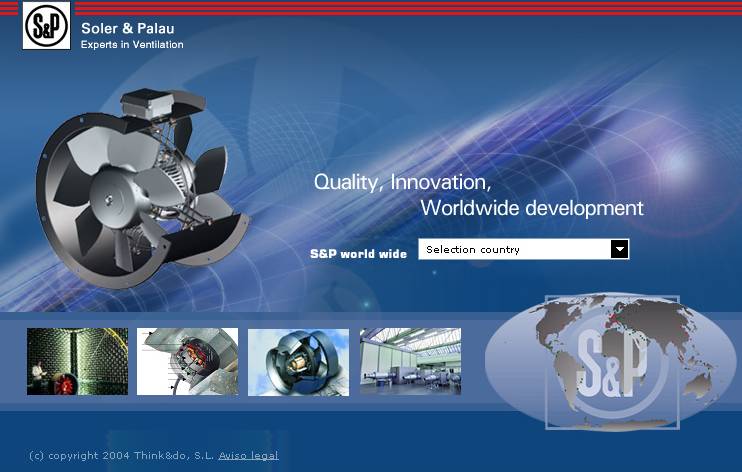 S&P
Soler & Palau
Experts in Ventilation
Quality, Innovation,
Worldwide development
S&P world wide
Selection country
S&P
(c) copyright 2004 Think&do, S.L. Aviso legal